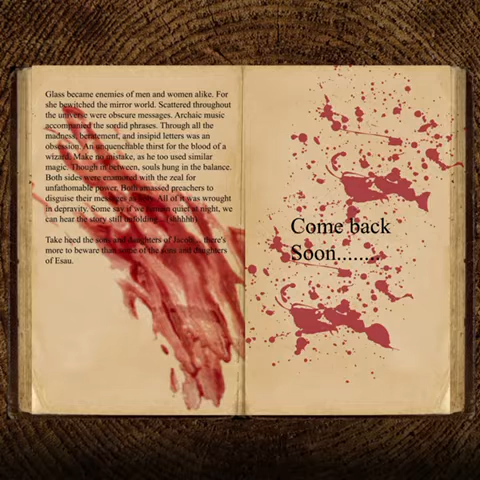 Glass became enemies of men and women alike. For
she bewitched the mirror world. Scattered throughout
the universe were obscure messages. Archaic music
accompanied the sordid phrases. Through all the
madness, beratement, and insipid letters was an
obsession. An unquenchable thirst for the blood of a
wizard. Make no mistake, as he too used similar
magic. Though in between, souls hung in the balance.
Both sides were enamored with the zeal for
unfathomable power. Both amassed preachers to
disguise their messages as holy. All of it was wrought
in depravity. Some say if we remain quiet at night, we
can hear the story still unfolding... (shhhhh)
Take heed the sons and daughters of Jacob... there's
more to beware than some of the sons and daughters
of Esau.
Come back
Soon........